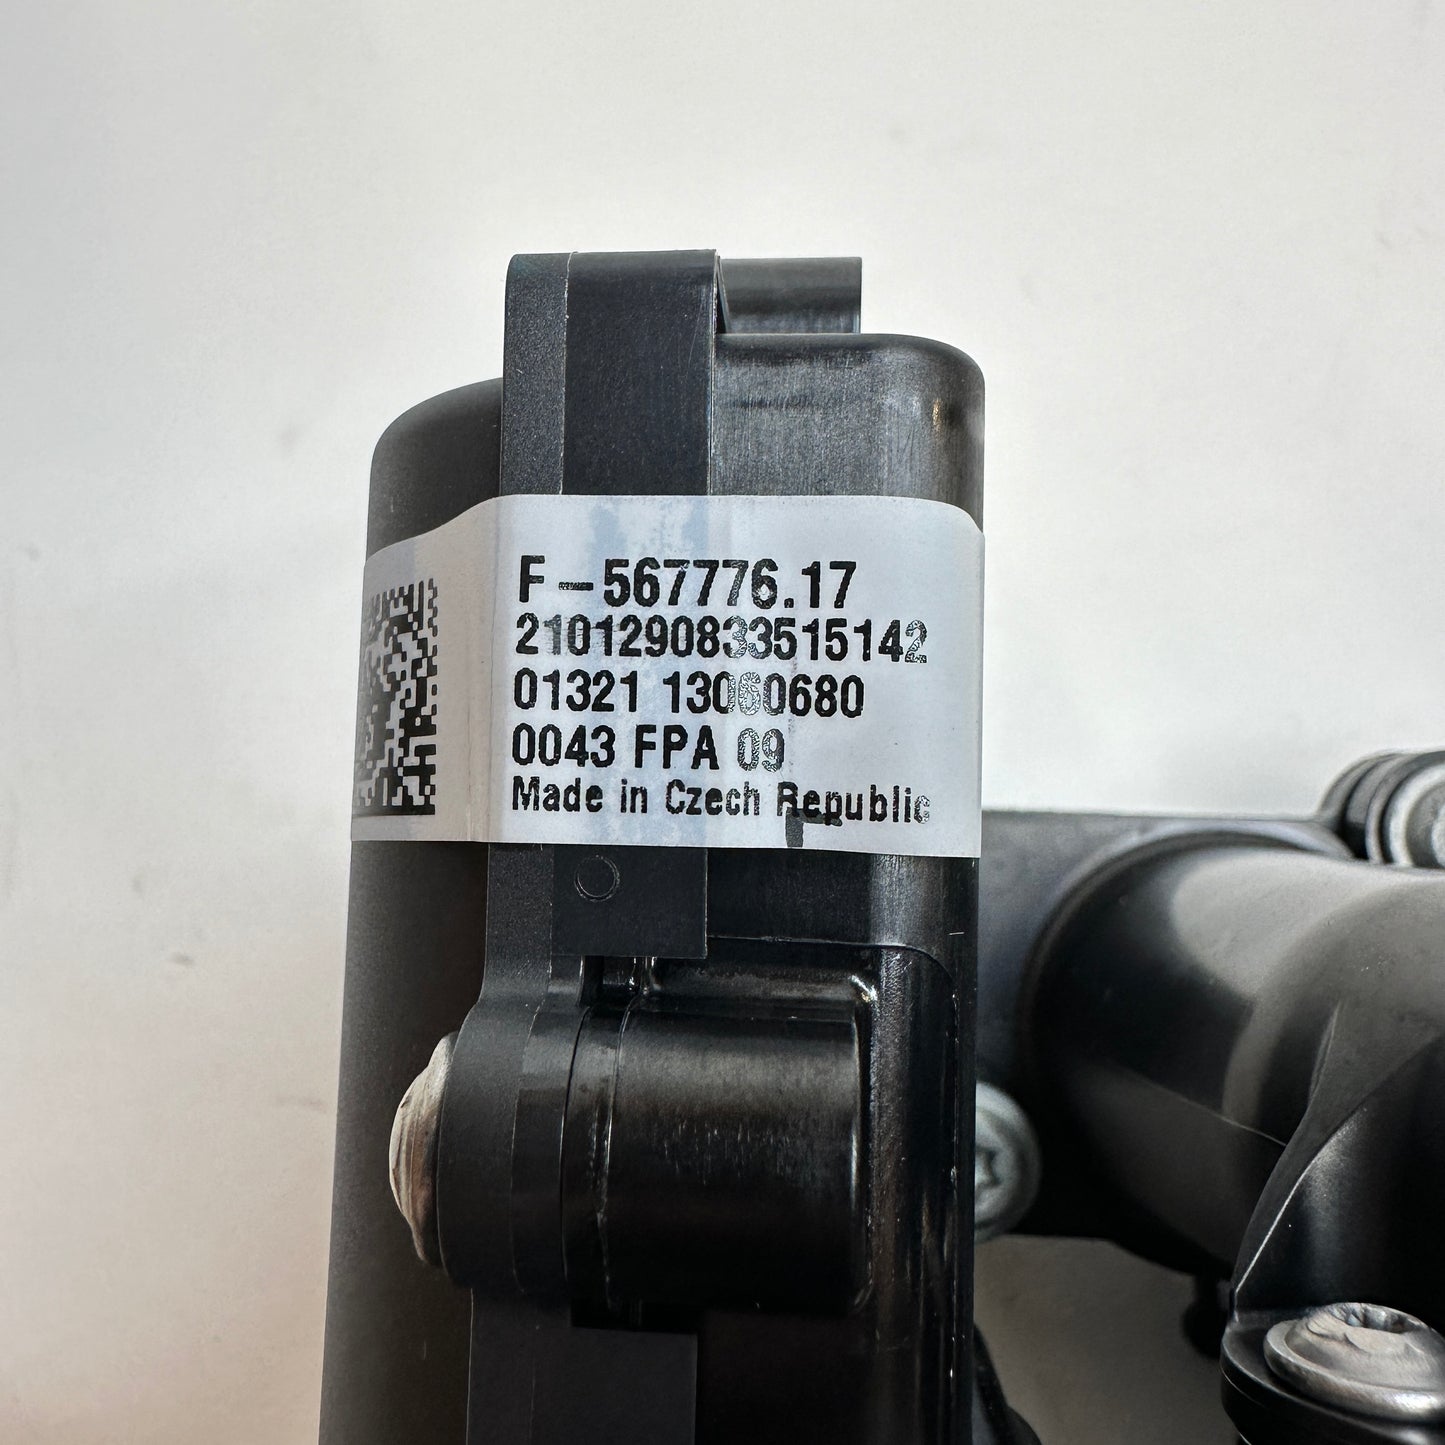 F-567776.17
2101290833515142
01321 13060680
0043 FPA 09
Made in Czech Republic